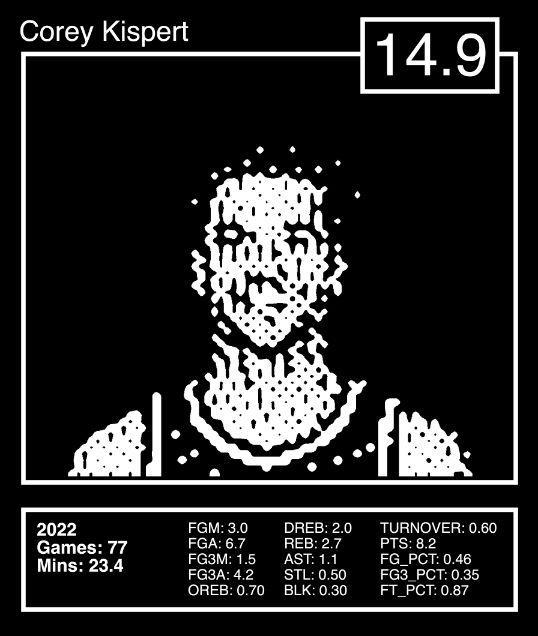 Corey Kispert
14.9
2022
Games: 77
Mins: 23.4
FGM: 3.0
FGA: 6.7
FG3M: 1.5
FG3A: 4.2
OREB: 0.70
DREB: 2.0
REB: 2.7
AST: 1.1
STL: 0.50
BLK: 0.30
TURNOVER: 0.60
PTS: 8.2
FG_PCT: 0.46
FG3_PCT: 0.35
FT_PCT: 0.87